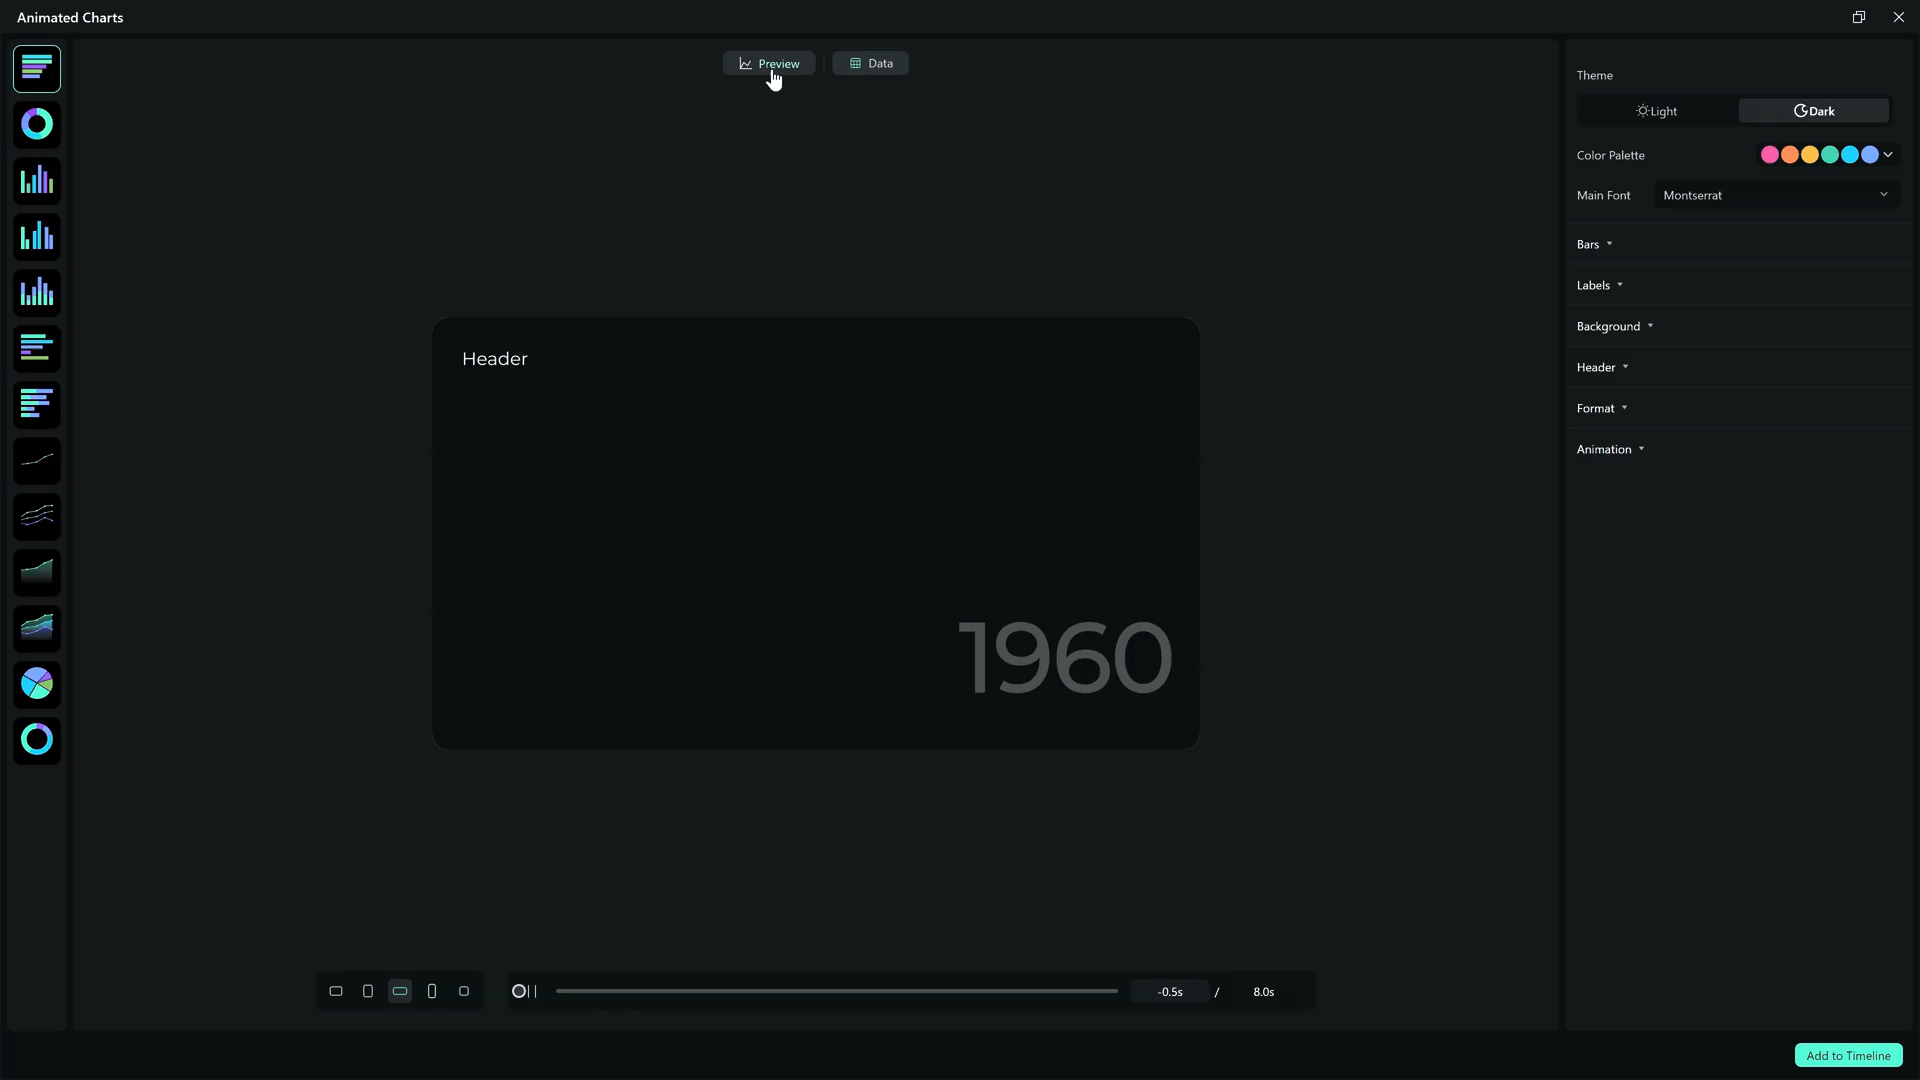 Animated Charts
Preview
Data
Theme
Light
Dark
Color Palette
Main Font
Montserrat
Bars
Labels
Background
Header
Format
Animation
Header
1960
-0.5s / 8.0s
Add to Timeline